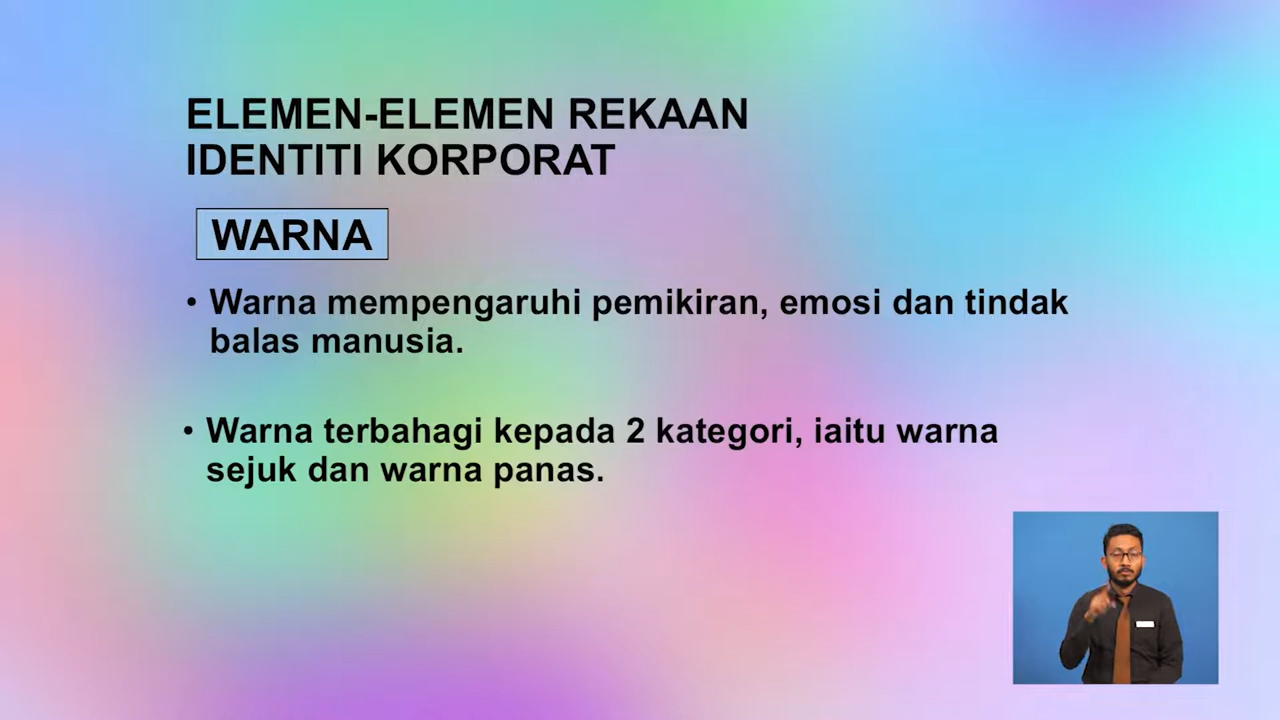 ELEMEN-ELEMEN REKAAN
IDENTITI KORPORAT
WARNA
• Warna mempengaruhi pemikiran, emosi dan tindak
balas manusia.
• Warna terbahagi kepada 2 kategori, iaitu warna
sejuk dan warna panas.